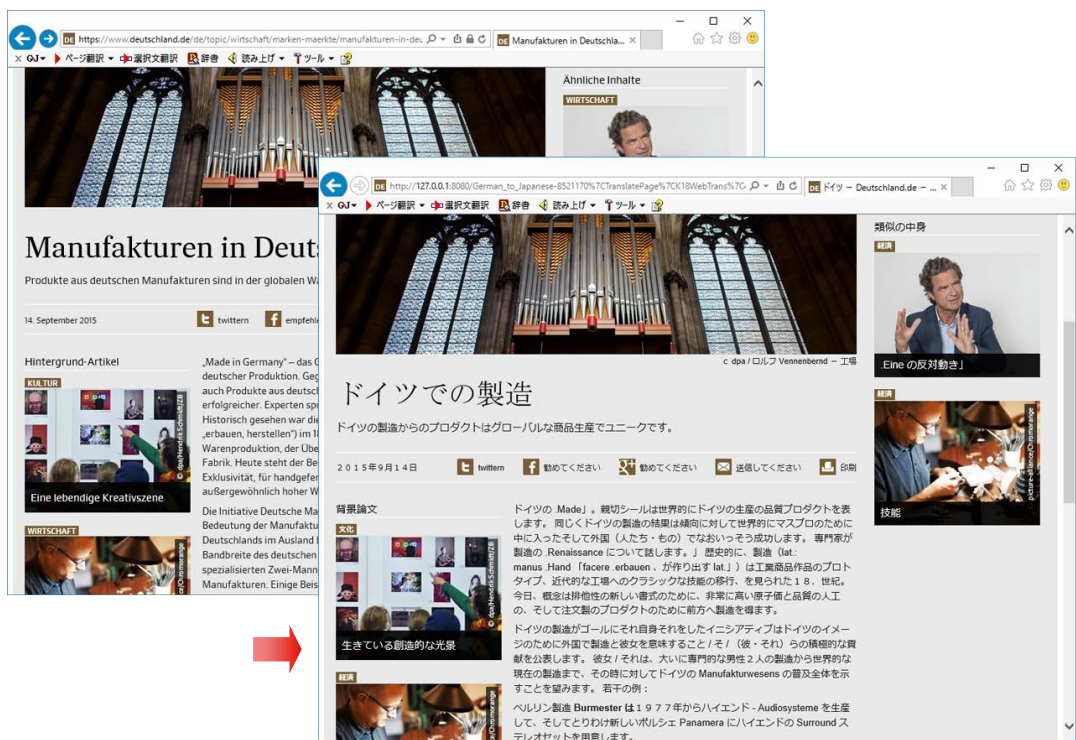 https://www.deutschland.de/de/topic/wirtschaft/marken-maerkte/manufakturen-in-deu
DE Manufakturen in Deutschla... ×
× GJ▾ ページ翻訳 ▾ 選択文翻訳 辞書 読み上げ ▾ ツール ▾
Ähnliche Inhalte
WIRTSCHAFT
Manufakturen in Deuts
Produkte aus deutschen Manufakturen sind in der globalen Wa
14. September 2015
twittern
empfehle
Hintergrund-Artikel
KULTUR
© dpa/Hendrik Schmidt/ZB
Eine lebendige Kreativszene
WIRTSCHAFT
„Made in Germany“ – das G
deutscher Produktion. Geg
auch Produkte aus deutsc
erfolgreicher. Experten spr
Historisch gesehen war die
„erbauen, herstellen“) im 1
Warenproduktion, der Übe
Fabrik. Heute steht der Be
Exklusivität, für handgefer
außergewöhnlich hoher W
Die Initiative Deutsche Ma
Bedeutung der Manufaktu
Deutschlands im Ausland
Bandbreite des deutschen
spezialisierten Zwei-Mann
Manufakturen. Einige Beis
http://127.0.0.1:8080/German_to_Japanese-8521170%7CTranslatePage%7CK18WebTrans%7C
DE ドイツ － Deutschland.de － ... ×
× GJ▾ ページ翻訳 ▾ 選択文翻訳 辞書 読み上げ ▾ ツール ▾
c dpa / ロルフ Vennenbernd － 工場
ドイツでの製造
ドイツの製造からのプロダクトはグローバルな商品生産でユニークです。
２０１５年９月１４日
twittern
勧めてください
勧めてください
送信してください
印刷
背景論文
文化
© dpa/Hendrik Schmidt/ZB
生きている創造的な光景
経済
ドイツの .Made」。親切シールは世界的にドイツの生産の品質プロダクトを表
します。 同じくドイツの製造の結果は傾向に対して世界的にマスプロのために
中に入ったそして外国（人たち・もの）でなおいっそう成功します。 専門家が
製造の .Renaissance について話します。」 歴史的に、製造（lat.:
manus .Hand 「facere .erbauen 、が作り出す lat.」）は工業商品作品のプロト
タイプ、近代的な工場へのクラシックな技能の移行、を見られた１８．世紀。
今日、概念は排他性の新しい書式のために、非常に高い原子価と品質の人工
の、そして注文製のプロダクトのために前方へ製造を得ます。
ドイツの製造がゴールにそれ自身それをしたイニシアティブはドイツのイメー
ジのために外国で製造と彼女を意味すること / そ / （彼・それ）らの積極的な貢
献を公表します。 彼女 / それは、大いに専門的な男性２人の製造から世界的な
現在の製造まで、その時に対してドイツの Manufakturwesens の普及全体を示
すことを望みます。 若干の例：
ベルリン製造 Burmester は１９７７年からハイエンド - Audiosysteme を生産
して、そしてとりわけ新しいポルシェ Panamera にハイエンドの Surround ス
テレオセットを用意します。
類似の中身
経済
.Eine の反対動き」
経済
© picture-alliance/Chromorange
技能